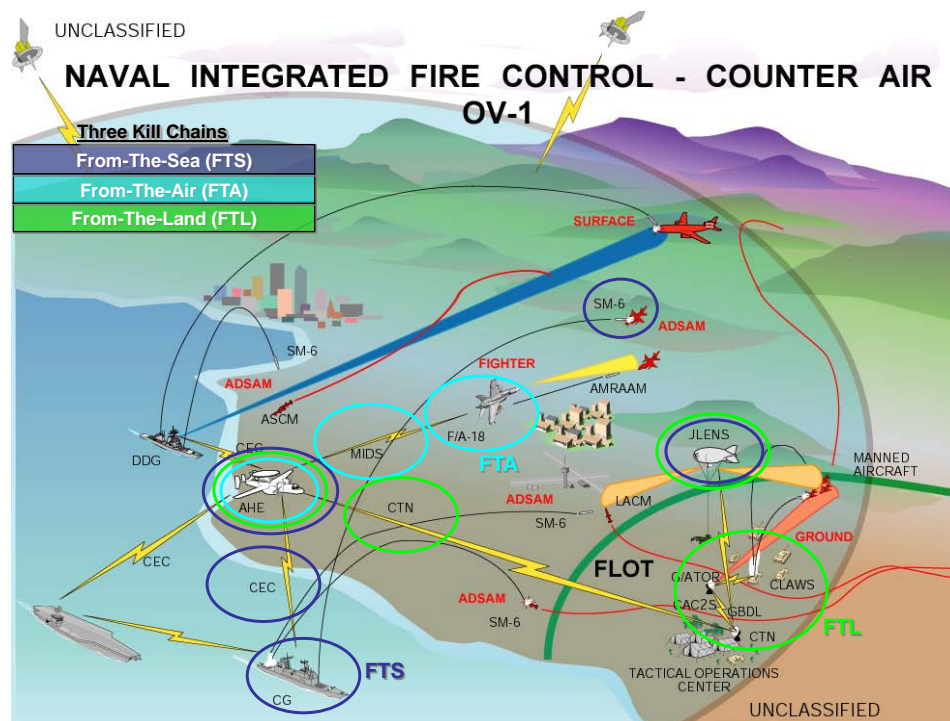 UNCLASSIFIED
NAVAL INTEGRATED FIRE CONTROL - COUNTER AIR
OV-1
Three Kill Chains
From-The-Sea (FTS)
From-The-Air (FTA)
From-The-Land (FTL)
SURFACE
SM-6
ADSAM
SM-6
FIGHTER
ADSAM
AMRAAM
ASCM
F/A-18
JLENS
CEC
MIDS
FTA
DDG
MANNED
AIRCRAFT
ADSAM
LACM
AHE
CTN
SM-6
GROUND
CEC
FLOT
G/ATOR
CLAWS
CEC
ADSAM
CAC2S
GBDL
SM-6
CTN
FTL
FTS
TACTICAL OPERATIONS
CENTER
CG
UNCLASSIFIED